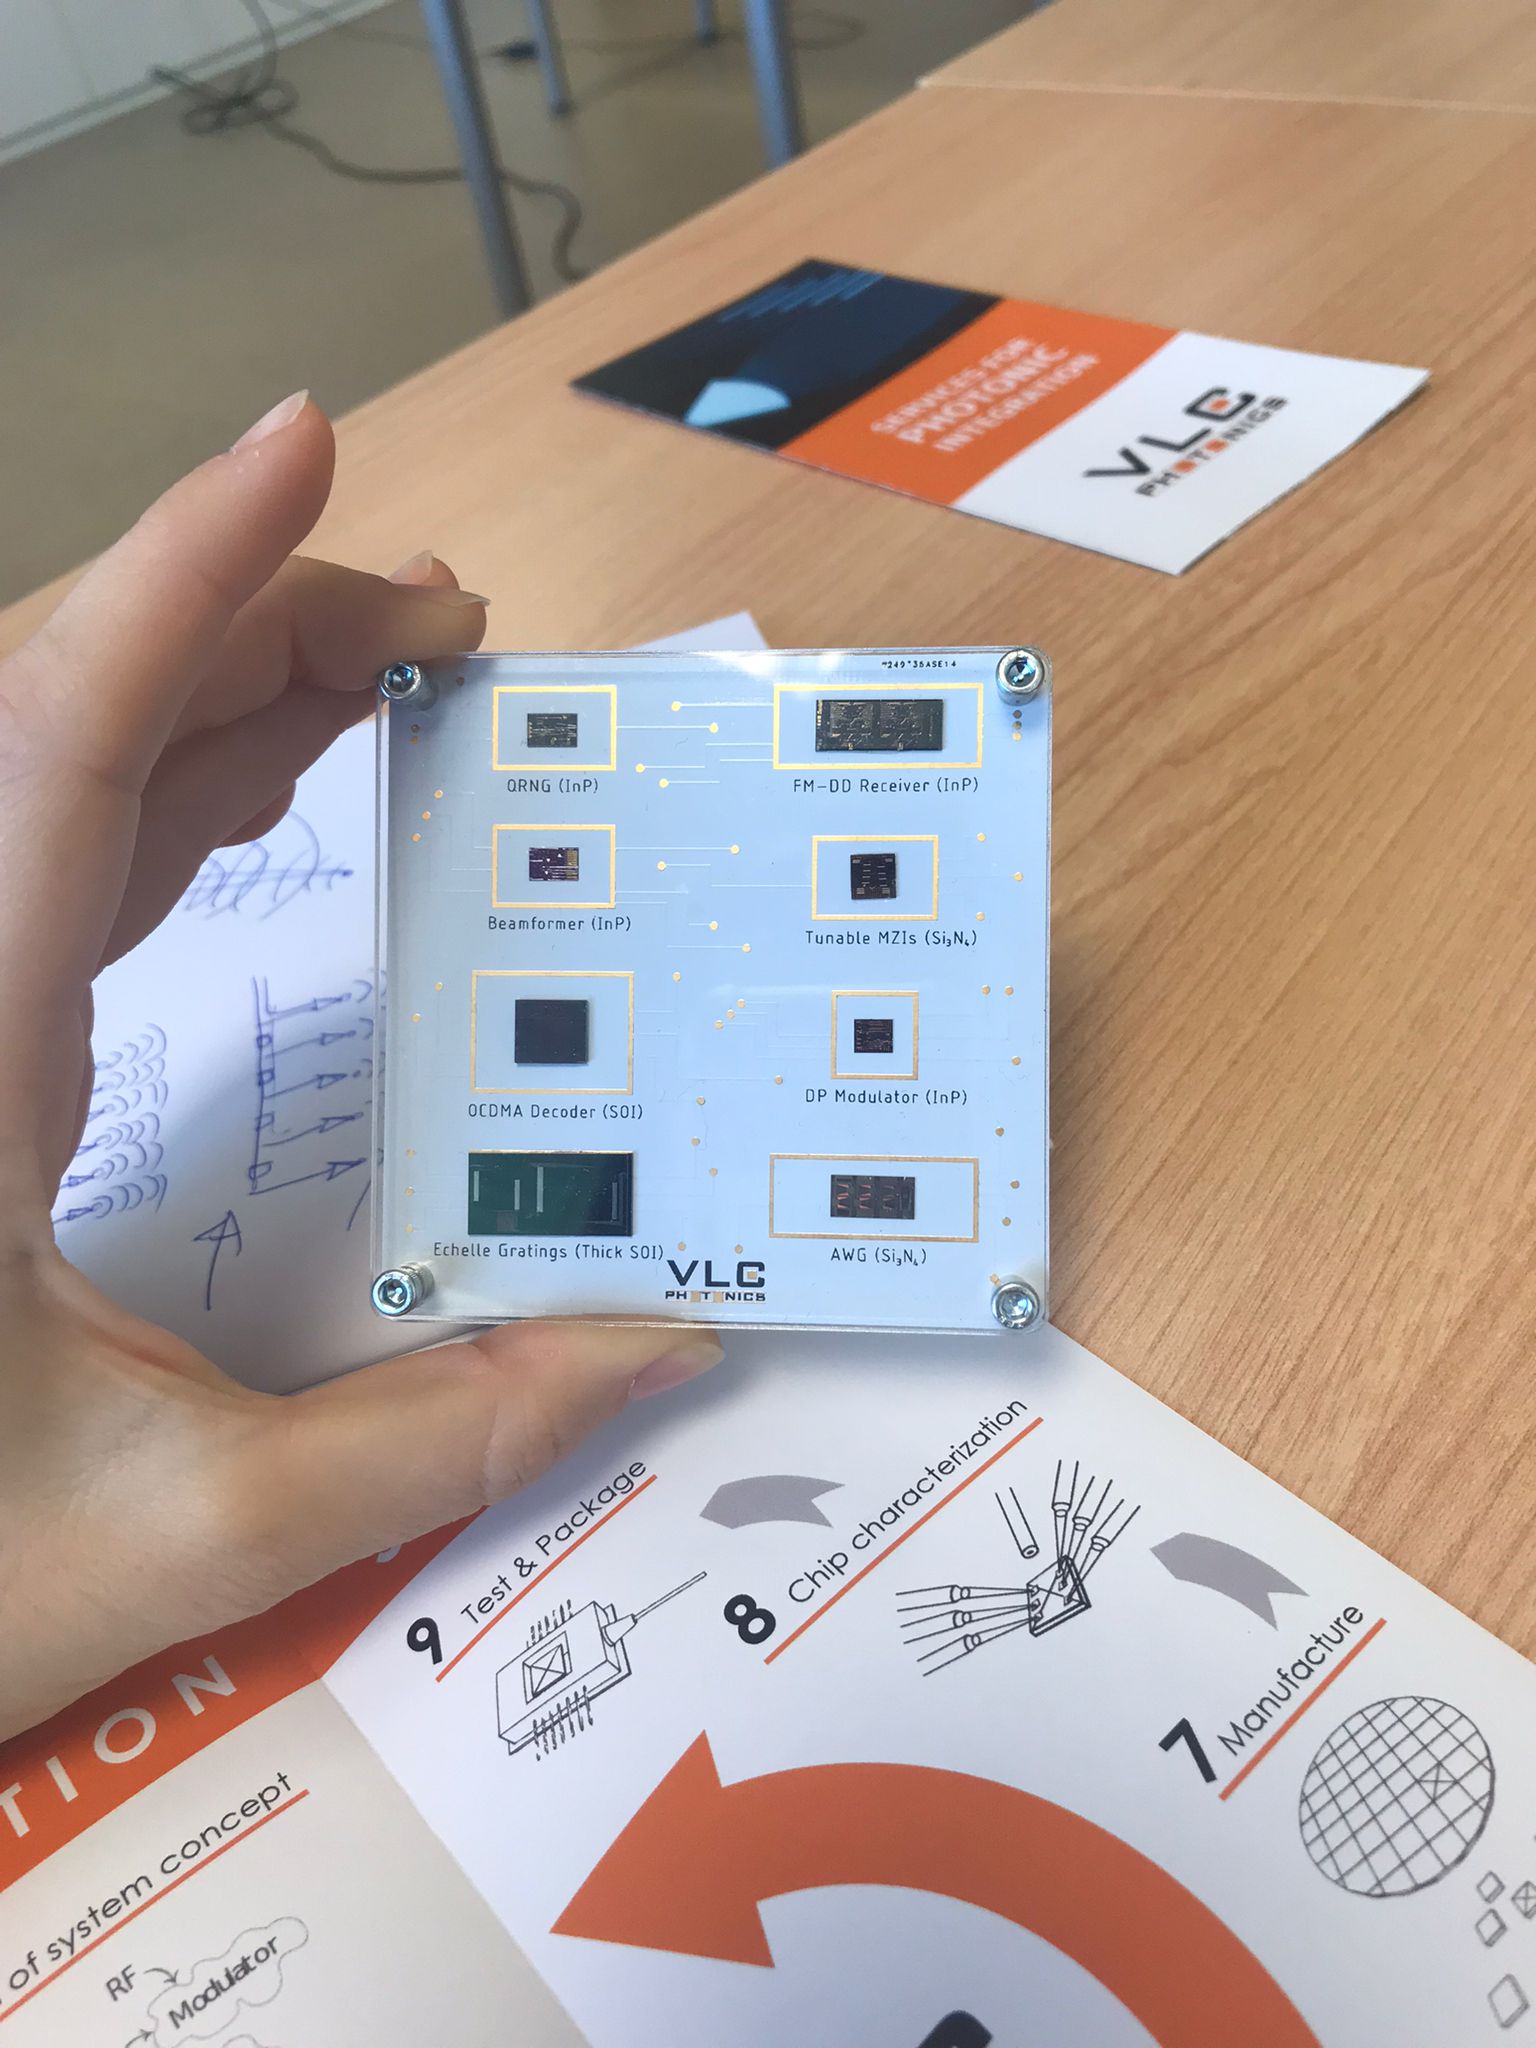 SERVICES FOR
PHOTONIC
INTEGRATION
VLC
PHOTONICS
QRNG (InP)
FM-DD Receiver (InP)
Beamformer (InP)
Tunable MZIs (Si₃N₄)
OCDMA Decoder (SOI)
DP Modulator (InP)
Echelle Gratings (Thick SOI)
AWG (Si₃N₄)
VLC
PHOTONICS
9 Test & Package
8 Chip characterization
7 Manufacture
TION
of system concept
RF
Modulator